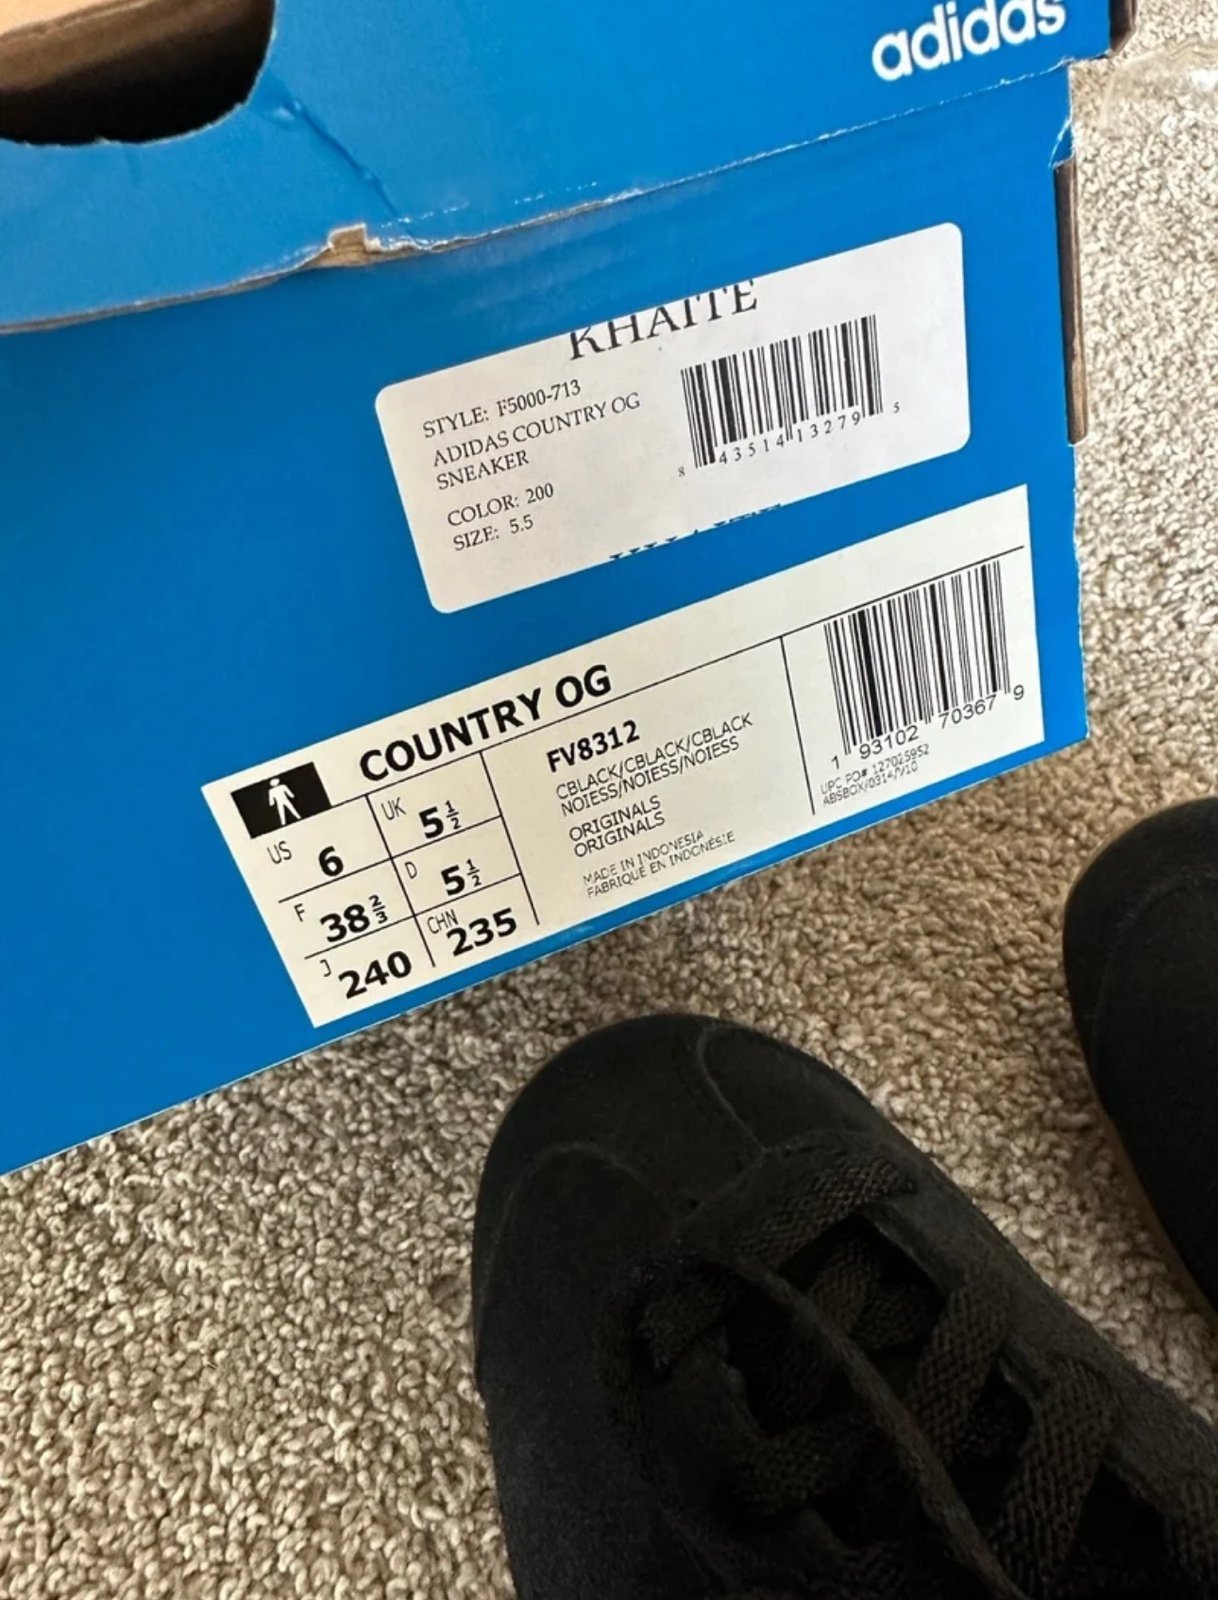 adidas
KHAITE
STYLE: F5000-713
ADIDAS COUNTRY OG
SNEAKER
COLOR: 200
SIZE: 5.5
8 43514 13279 5
COUNTRY OG
US 6
UK 5½
F 38⅔
D 5½
J 240
CHN 235
FV8312
CBLACK/CBLACK/CBLACK
NOIESS/NOIESS/NOIESS
ORIGINALS
ORIGINALS
MADE IN INDONESIA
FABRIQUÉ EN INDONÉSIE
1 93102 70367 9
UPC PO# 127025952
ABSBOX/0314/V10